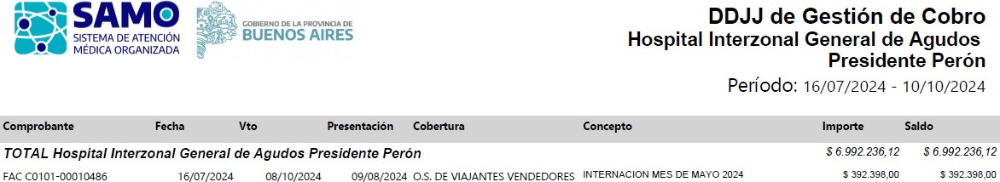 SAMO
SISTEMA DE ATENCIÓN
MÉDICA ORGANIZADA
GOBIERNO DE LA PROVINCIA DE
BUENOS AIRES
DDJJ de Gestión de Cobro
Hospital Interzonal General de Agudos
Presidente Perón
Período: 16/07/2024 - 10/10/2024
Comprobante Fecha Vto Presentación Cobertura Concepto Importe Saldo
TOTAL Hospital Interzonal General de Agudos Presidente Perón $ 6.992.236,12 $ 6.992.236,12
FAC C0101-00010486 16/07/2024 08/10/2024 09/08/2024 O.S. DE VIAJANTES VENDEDORES INTERNACION MES DE MAYO 2024 $ 392.398,00 $ 392.398,00